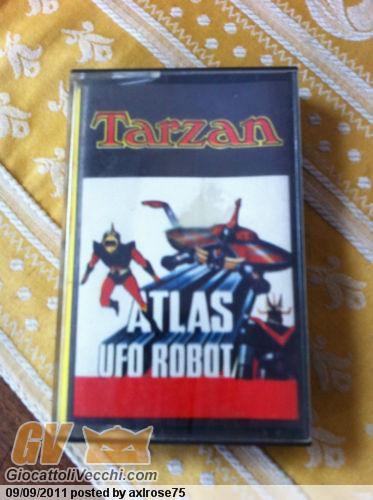 Tarzan
ATLAS
UFO ROBOT
GV
GiocattoliVecchi.com
09/09/2011 posted by axlrose75